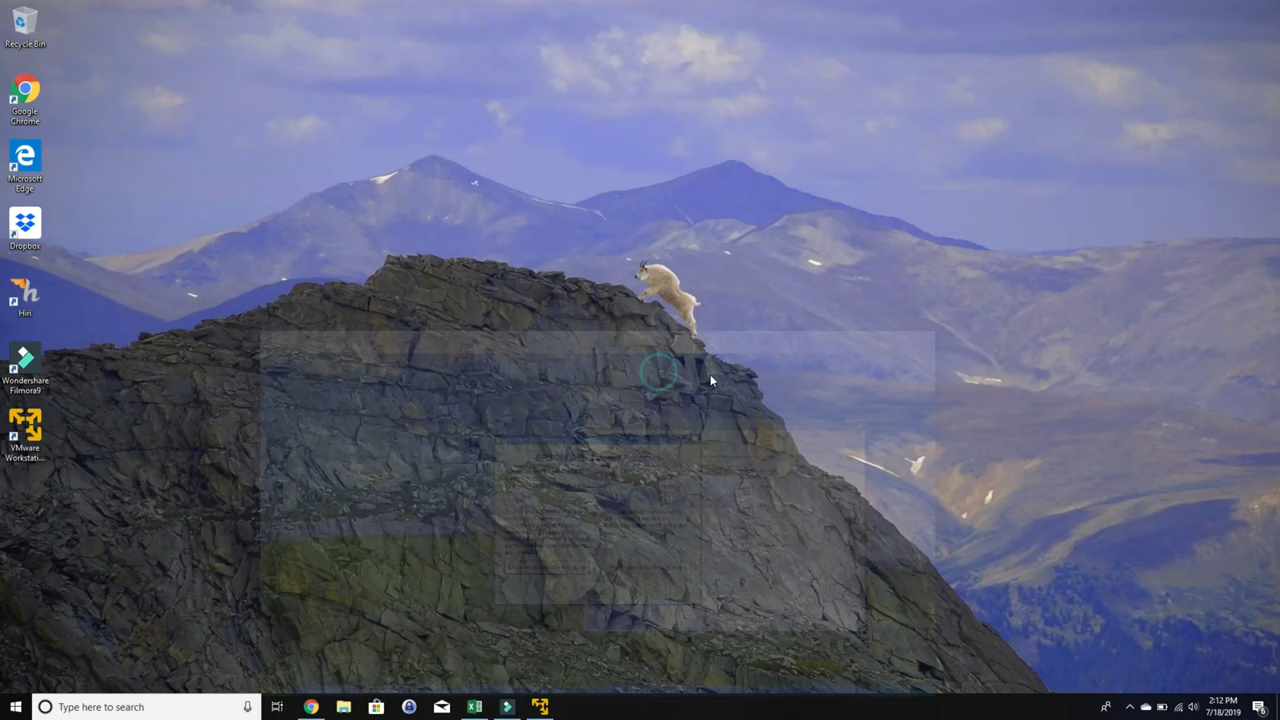 Recycle Bin
Google
Chrome
Microsoft
Edge
Dropbox
Hiri
Wondershare
Filmora9
VMware
Workstati...
Type here to search
2:12 PM
7/18/2019